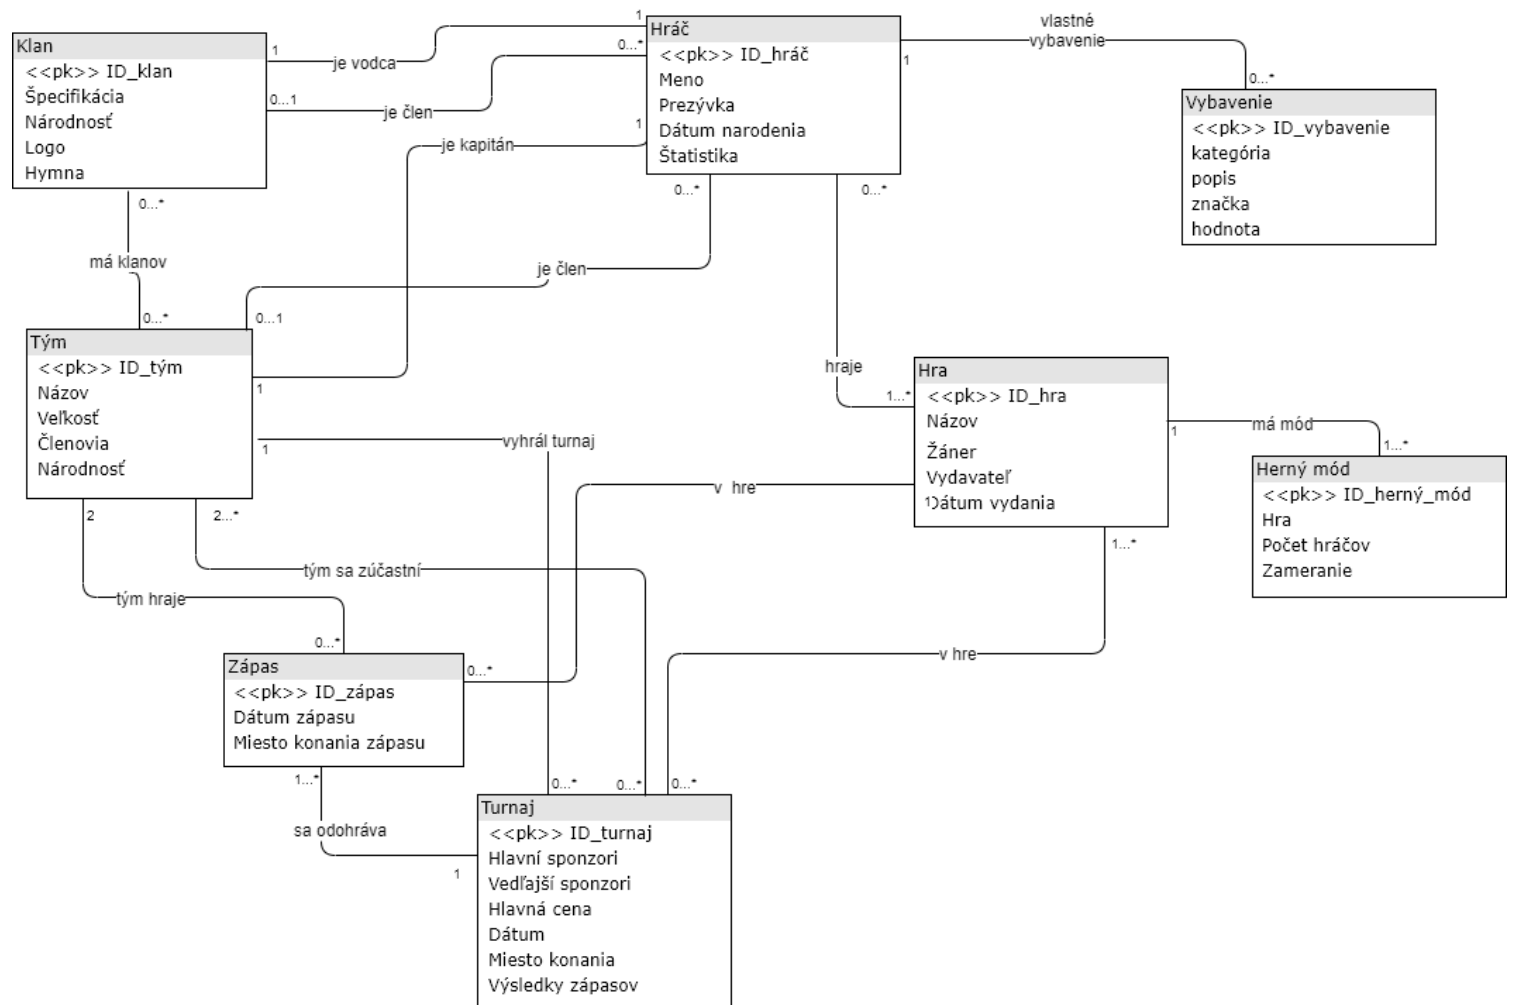 Klan
<<pk>> ID_klan
Špecifikácia
Národnosť
Logo
Hymna
1
je vodca
1
0...1
je člen
0...*
Hráč
<<pk>> ID_hráč
Meno
Prezývka
Dátum narodenia
Štatistika
1
vlastné
vybavenie
0...*
Vybavenie
<<pk>> ID_vybavenie
kategória
popis
značka
hodnota
1
je kapitán
1
0...*
má klanov
0...*
0...*
je člen
0...1
0...*
hraje
1...*
Tým
<<pk>> ID_tým
Názov
Veľkosť
Členovia
Národnosť
Hra
<<pk>> ID_hra
Názov
Žáner
Vydavateľ
1
Dátum vydania
1
má mód
1...*
Herný mód
<<pk>> ID_herný_mód
Hra
Počet hráčov
Zameranie
1
vyhrál turnaj
0...*
v hre
0...*
2
tým hraje
0...*
2...*
tým sa zúčastní
0...*
1...*
v hre
0...*
Zápas
<<pk>> ID_zápas
Dátum zápasu
Miesto konania zápasu
1...*
sa odohráva
1
Turnaj
<<pk>> ID_turnaj
Hlavní sponzori
Vedľajší sponzori
Hlavná cena
Dátum
Miesto konania
Výsledky zápasov